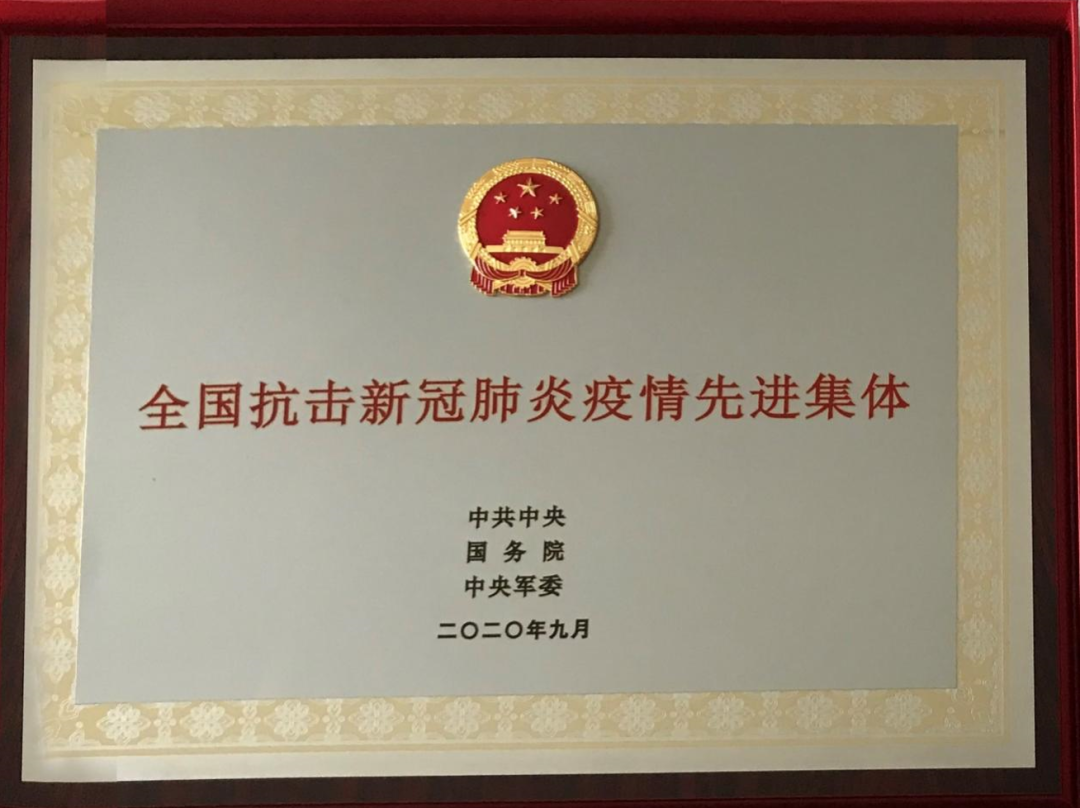 全国抗击新冠肺炎疫情先进集体
中共中央
国务院
中央军委
二〇二〇年九月